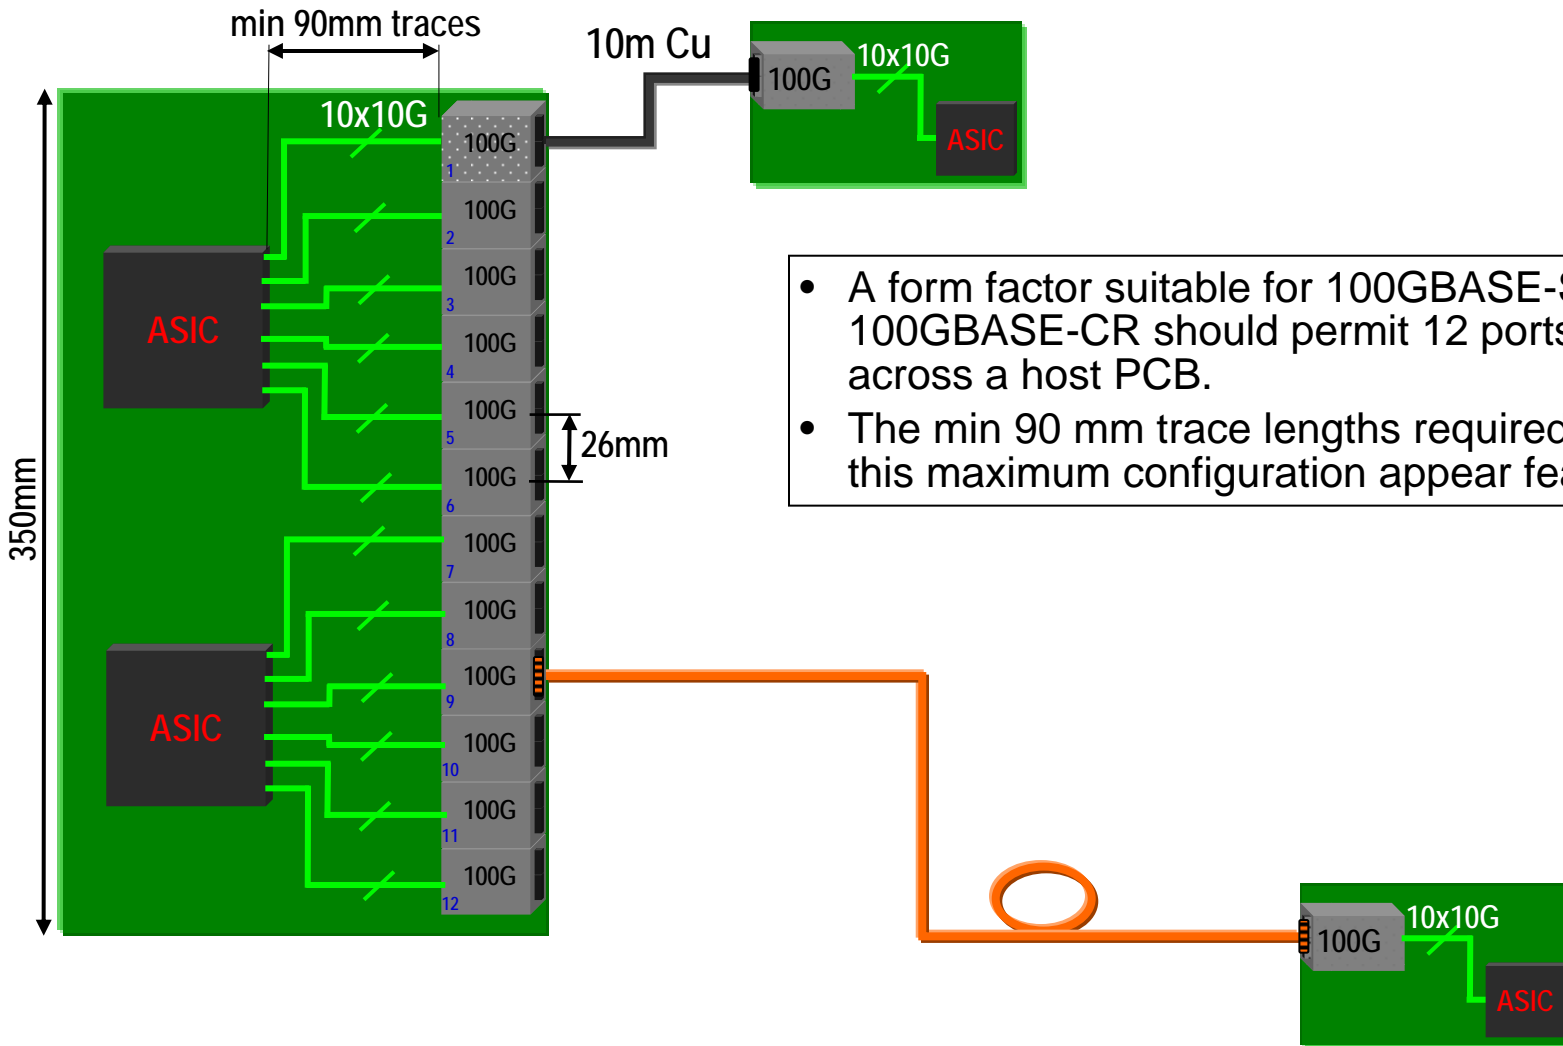 min 90mm traces
10m Cu
10x10G
100G
ASIC
10x10G
100G
1
100G
2
100G
3
100G
4
100G
5
100G
6
100G
7
100G
8
100G
9
100G
10
100G
11
100G
12
ASIC
ASIC
26mm
350mm
• A form factor suitable for 100GBASE-S
100GBASE-CR should permit 12 ports
across a host PCB.
• The min 90 mm trace lengths required
this maximum configuration appear fea
10x10G
100G
ASIC